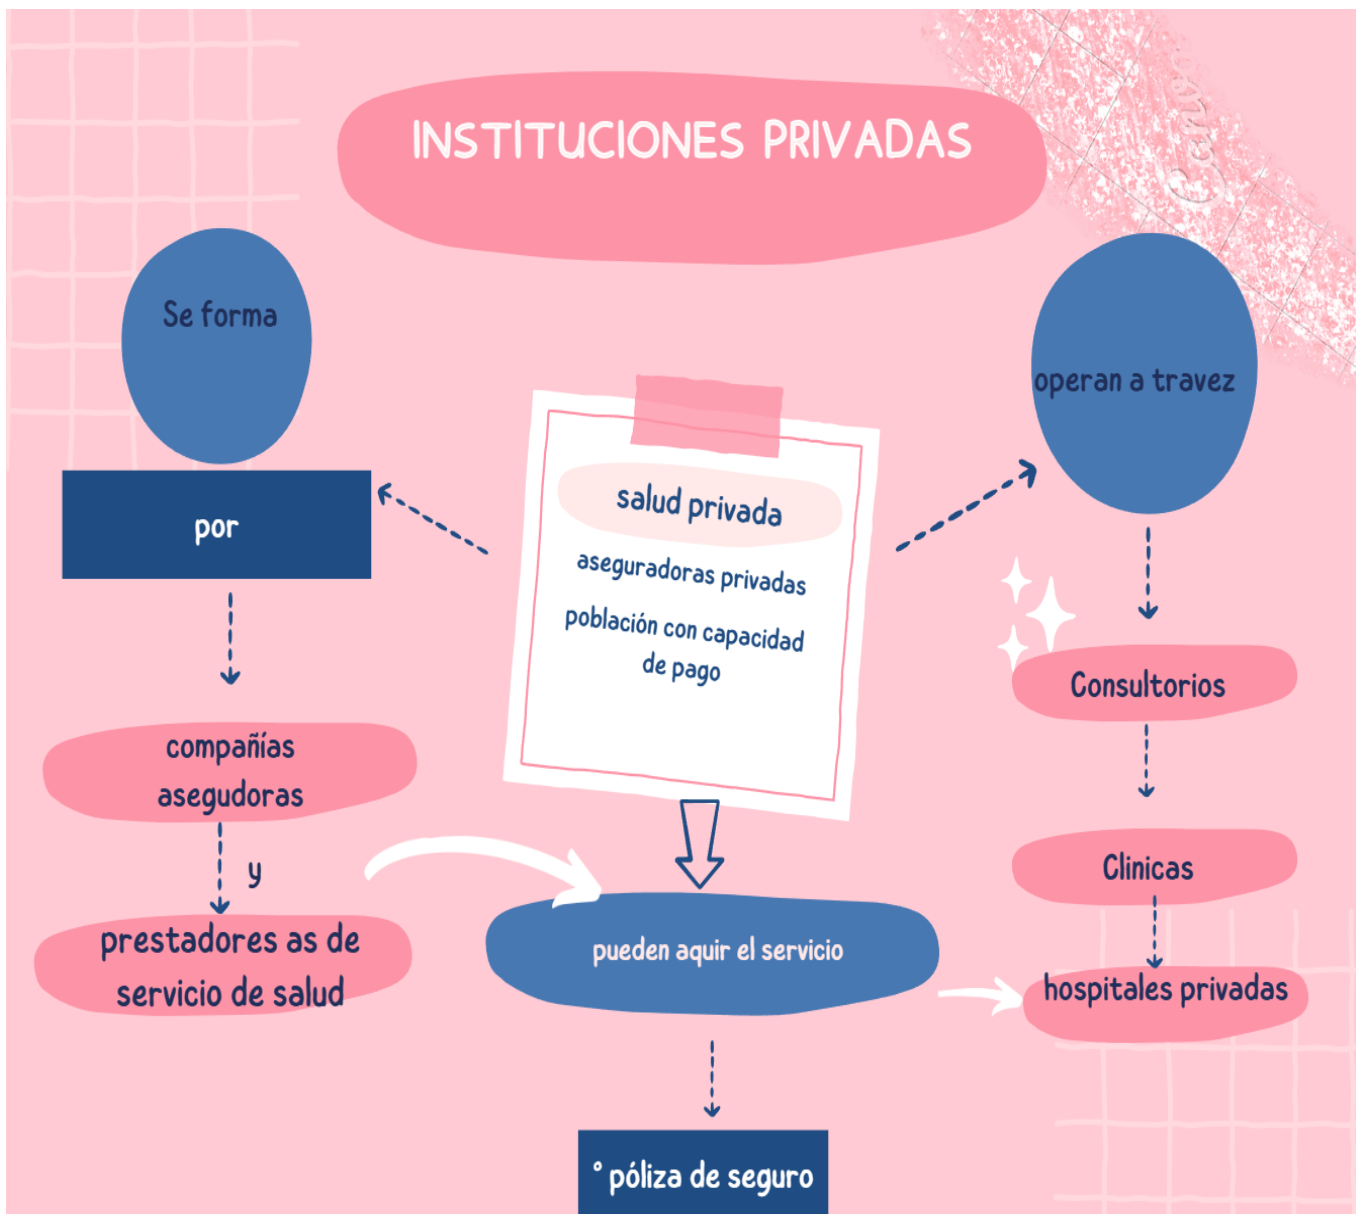 INSTITUCIONES PRIVADAS
Se forma
por
compañías
asegudoras
y
prestadores as de
servicio de salud
salud privada
aseguradoras privadas
población con capacidad
de pago
pueden aquir el servicio
° póliza de seguro
operan a travez
Consultorios
Clinicas
hospitales privadas